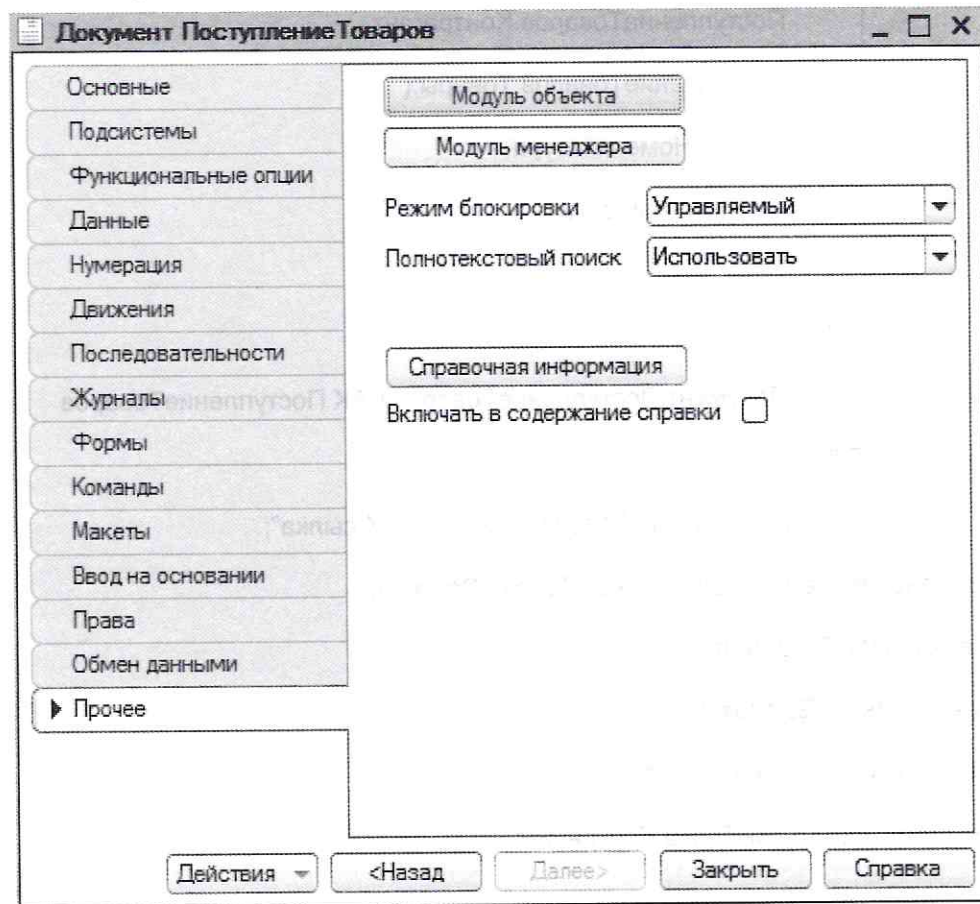 Документ ПоступлениеТоваров
Основные
Подсистемы
Функциональные опции
Данные
Нумерация
Движения
Последовательности
Журналы
Формы
Команды
Макеты
Ввод на основании
Права
Обмен данными
Прочее
Модуль объекта
Модуль менеджера
Режим блокировки Управляемый
Полнотекстовый поиск Использовать
Справочная информация
Включать в содержание справки
Действия <Назад Далее> Закрыть Справка